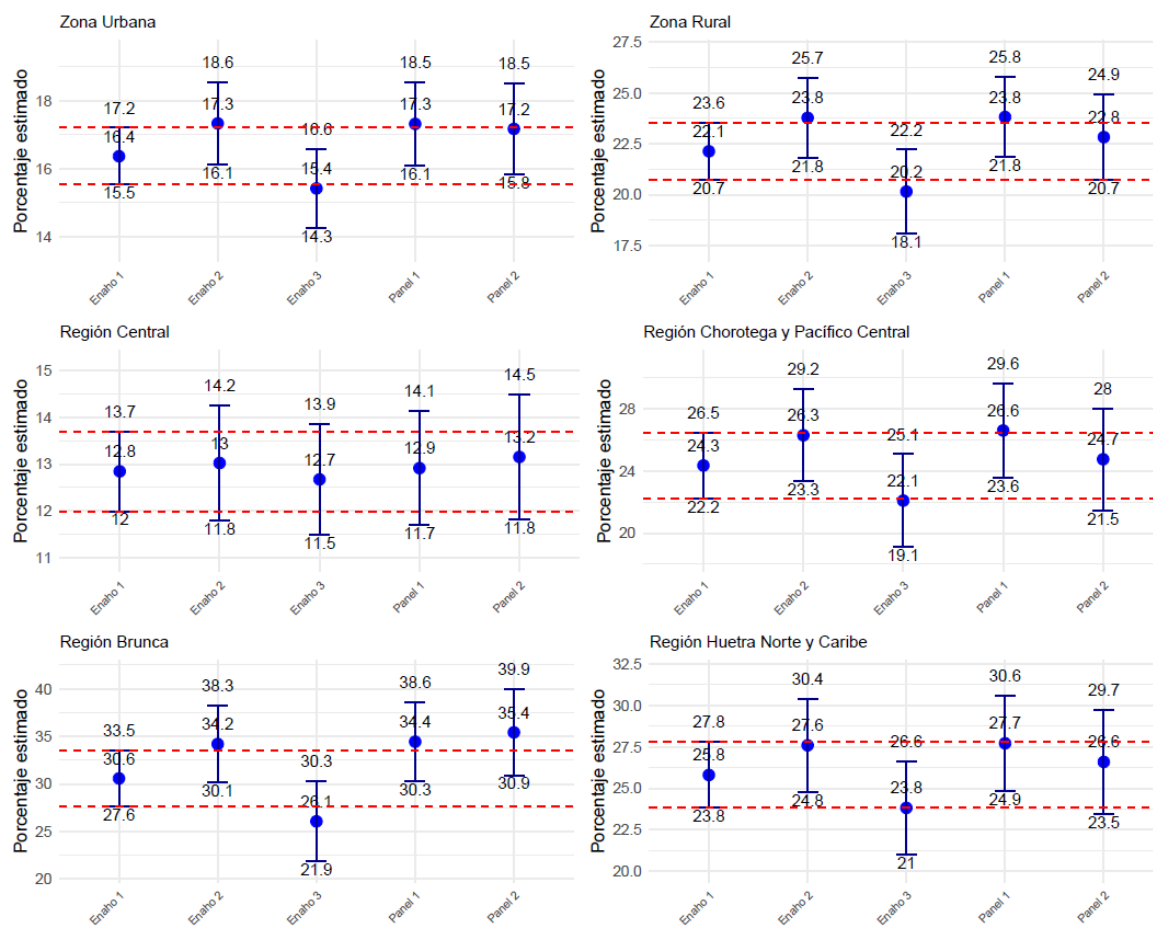 Zona Urbana
Porcentaje estimado
18
16
14
17.2
16.4
15.5
18.6
17.3
16.1
16.6
15.4
14.3
18.5
17.3
16.1
18.5
17.2
15.8
Enaho 1
Enaho 2
Enaho 3
Panel 1
Panel 2
Zona Rural
Porcentaje estimado
27.5
25.0
22.5
20.0
17.5
23.6
22.1
20.7
25.7
23.8
21.8
22.2
20.2
18.1
25.8
23.8
21.8
24.9
22.8
20.7
Enaho 1
Enaho 2
Enaho 3
Panel 1
Panel 2
Región Central
Porcentaje estimado
15
14
13
12
11
13.7
12.8
12
14.2
13
11.8
13.9
12.7
11.5
14.1
12.9
11.7
14.5
13.2
11.8
Enaho 1
Enaho 2
Enaho 3
Panel 1
Panel 2
Región Chorotega y Pacífico Central
Porcentaje estimado
28
24
20
26.5
24.3
22.2
29.2
26.3
23.3
25.1
22.1
19.1
29.6
26.6
23.6
28
24.7
21.5
Enaho 1
Enaho 2
Enaho 3
Panel 1
Panel 2
Región Brunca
Porcentaje estimado
40
35
30
25
20
33.5
30.6
27.6
38.3
34.2
30.1
30.3
26.1
21.9
38.6
34.4
30.3
39.9
35.4
30.9
Enaho 1
Enaho 2
Enaho 3
Panel 1
Panel 2
Región Huetra Norte y Caribe
Porcentaje estimado
32.5
30.0
27.5
25.0
22.5
20.0
27.8
25.8
23.8
30.4
27.6
24.8
26.6
23.8
21
30.6
27.7
24.9
29.7
26.6
23.5
Enaho 1
Enaho 2
Enaho 3
Panel 1
Panel 2